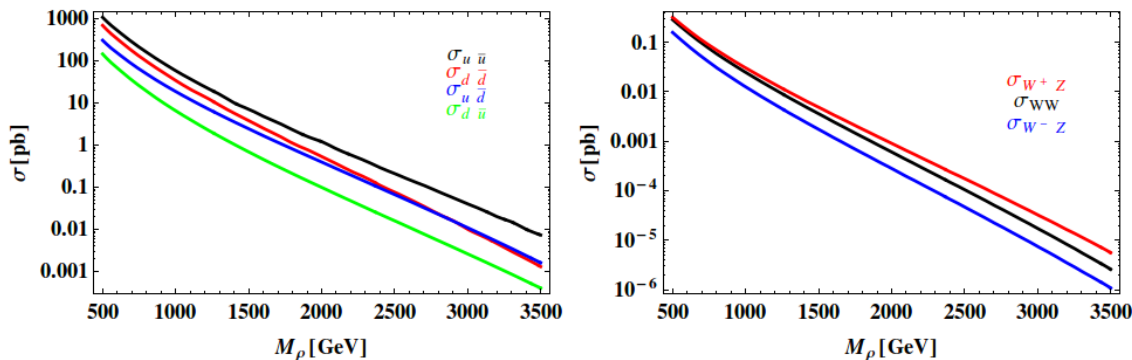 1000
100
10
1
0.1
0.01
0.001
σ [pb]
σ_{u ū}
σ_{d d̄}
σ_{u d̄}
σ_{d ū}
500 1000 1500 2000 2500 3000 3500
M_ρ [GeV]
0.1
0.01
0.001
10⁻⁴
10⁻⁵
10⁻⁶
σ [pb]
σ_{W⁺ Z}
σ_{WW}
σ_{W⁻ Z}
500 1000 1500 2000 2500 3000 3500
M_ρ [GeV]